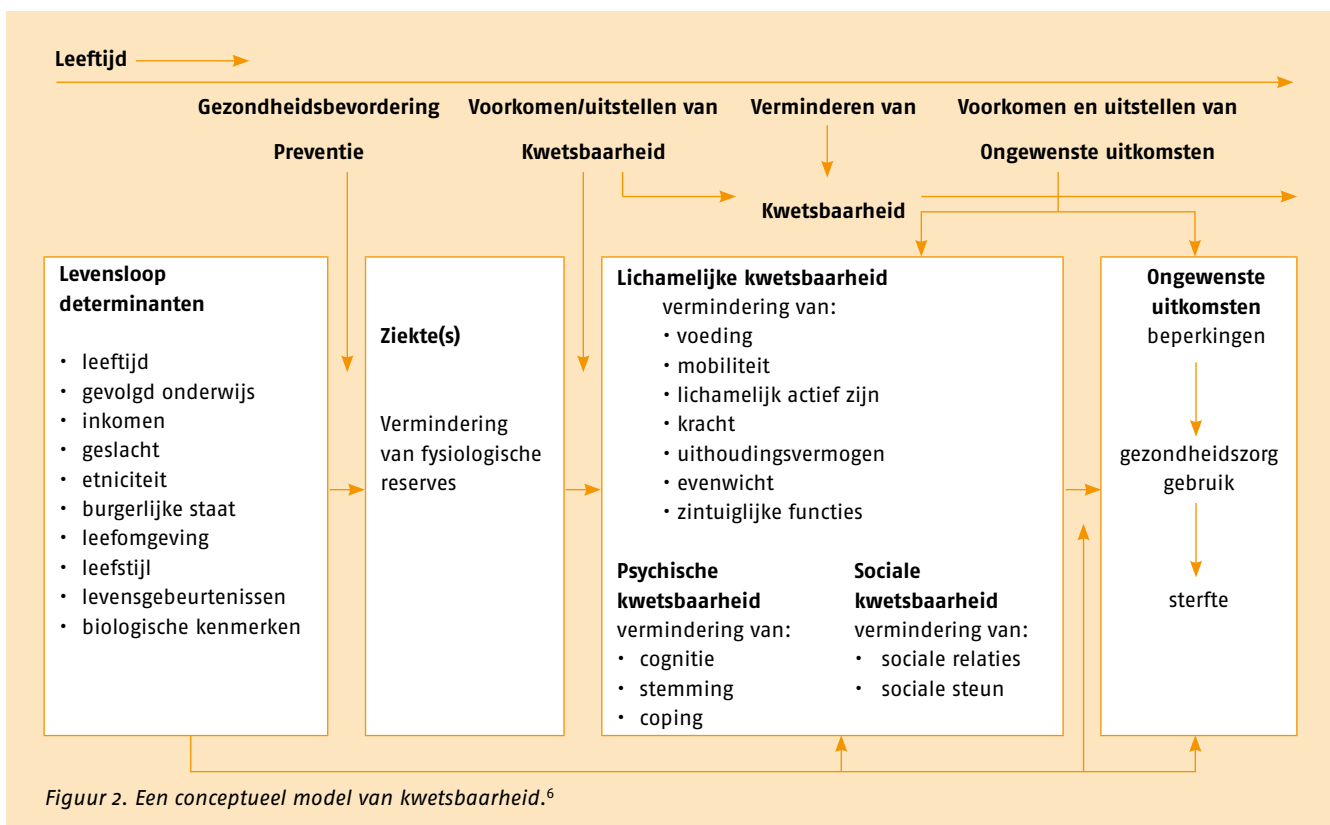 Leeftijd
Gezondheidsbevordering
Preventie
Voorkomen/uitstellen van
Kwetsbaarheid
Verminderen van
Kwetsbaarheid
Voorkomen en uitstellen van
Ongewenste uitkomsten
Levensloop
determinanten
• leeftijd
• gevolgd onderwijs
• inkomen
• geslacht
• etniciteit
• burgerlijke staat
• leefomgeving
• leefstijl
• levensgebeurtenissen
• biologische kenmerken
Ziekte(s)
Vermindering
van fysiologische
reserves
Lichamelijke kwetsbaarheid
vermindering van:
• voeding
• mobiliteit
• lichamelijk actief zijn
• kracht
• uithoudingsvermogen
• evenwicht
• zintuiglijke functies
Psychische
kwetsbaarheid
vermindering van:
• cognitie
• stemming
• coping
Sociale
kwetsbaarheid
vermindering van:
• sociale relaties
• sociale steun
Ongewenste
uitkomsten
beperkingen
gezondheidszorg
gebruik
sterfte
Figuur 2. Een conceptueel model van kwetsbaarheid.⁶